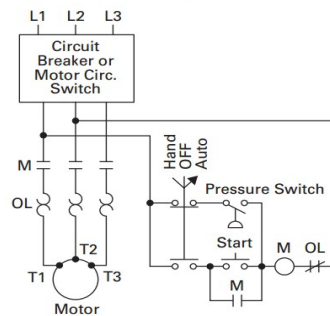 L1 L2 L3
Circuit
Breaker or
Motor Circ.
Switch
Hand
OFF
Auto
M
Pressure Switch
OL
Start
M OL
T2
T1 T3
M
Motor